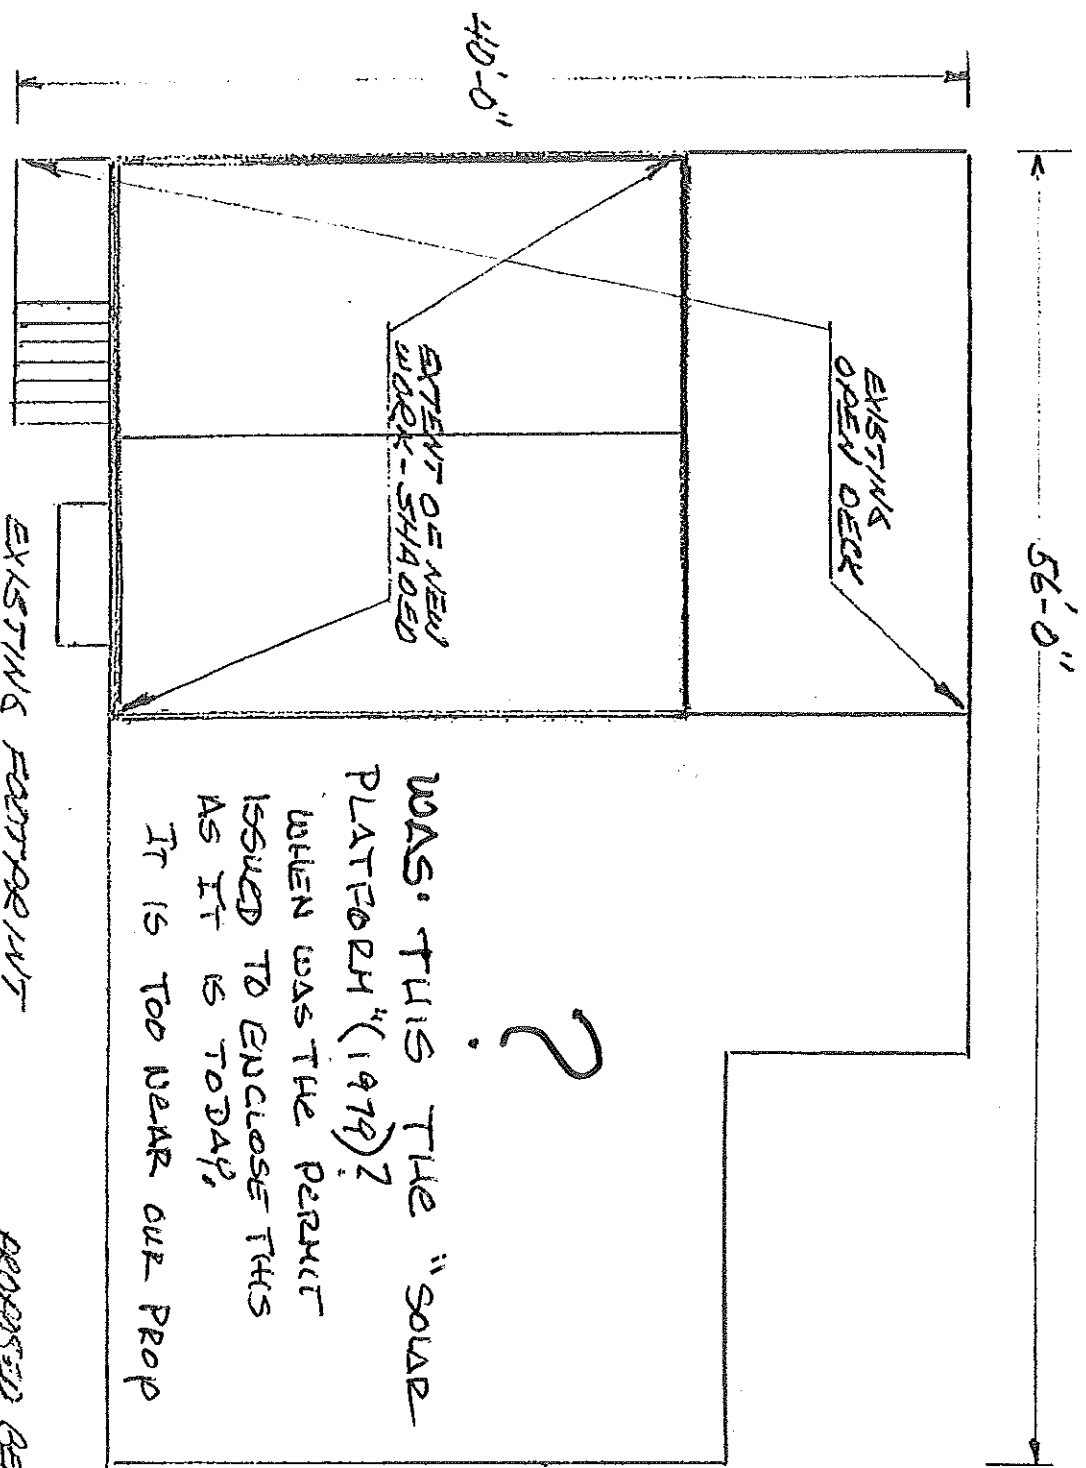 56'-0"
40'-0"
EXISTING
OPEN DECK
EXTENT OF NEW
WORK-SHADED
?
WAS THIS THE "SOLAR
PLATFORM" (1979)?
WHEN WAS THE PERMIT
ISSUED TO ENCLOSE THIS
AS IT IS TODAY.
IT IS TOO NEAR OUR PROP
EXISTING FOOTPRINT
PROPOSED